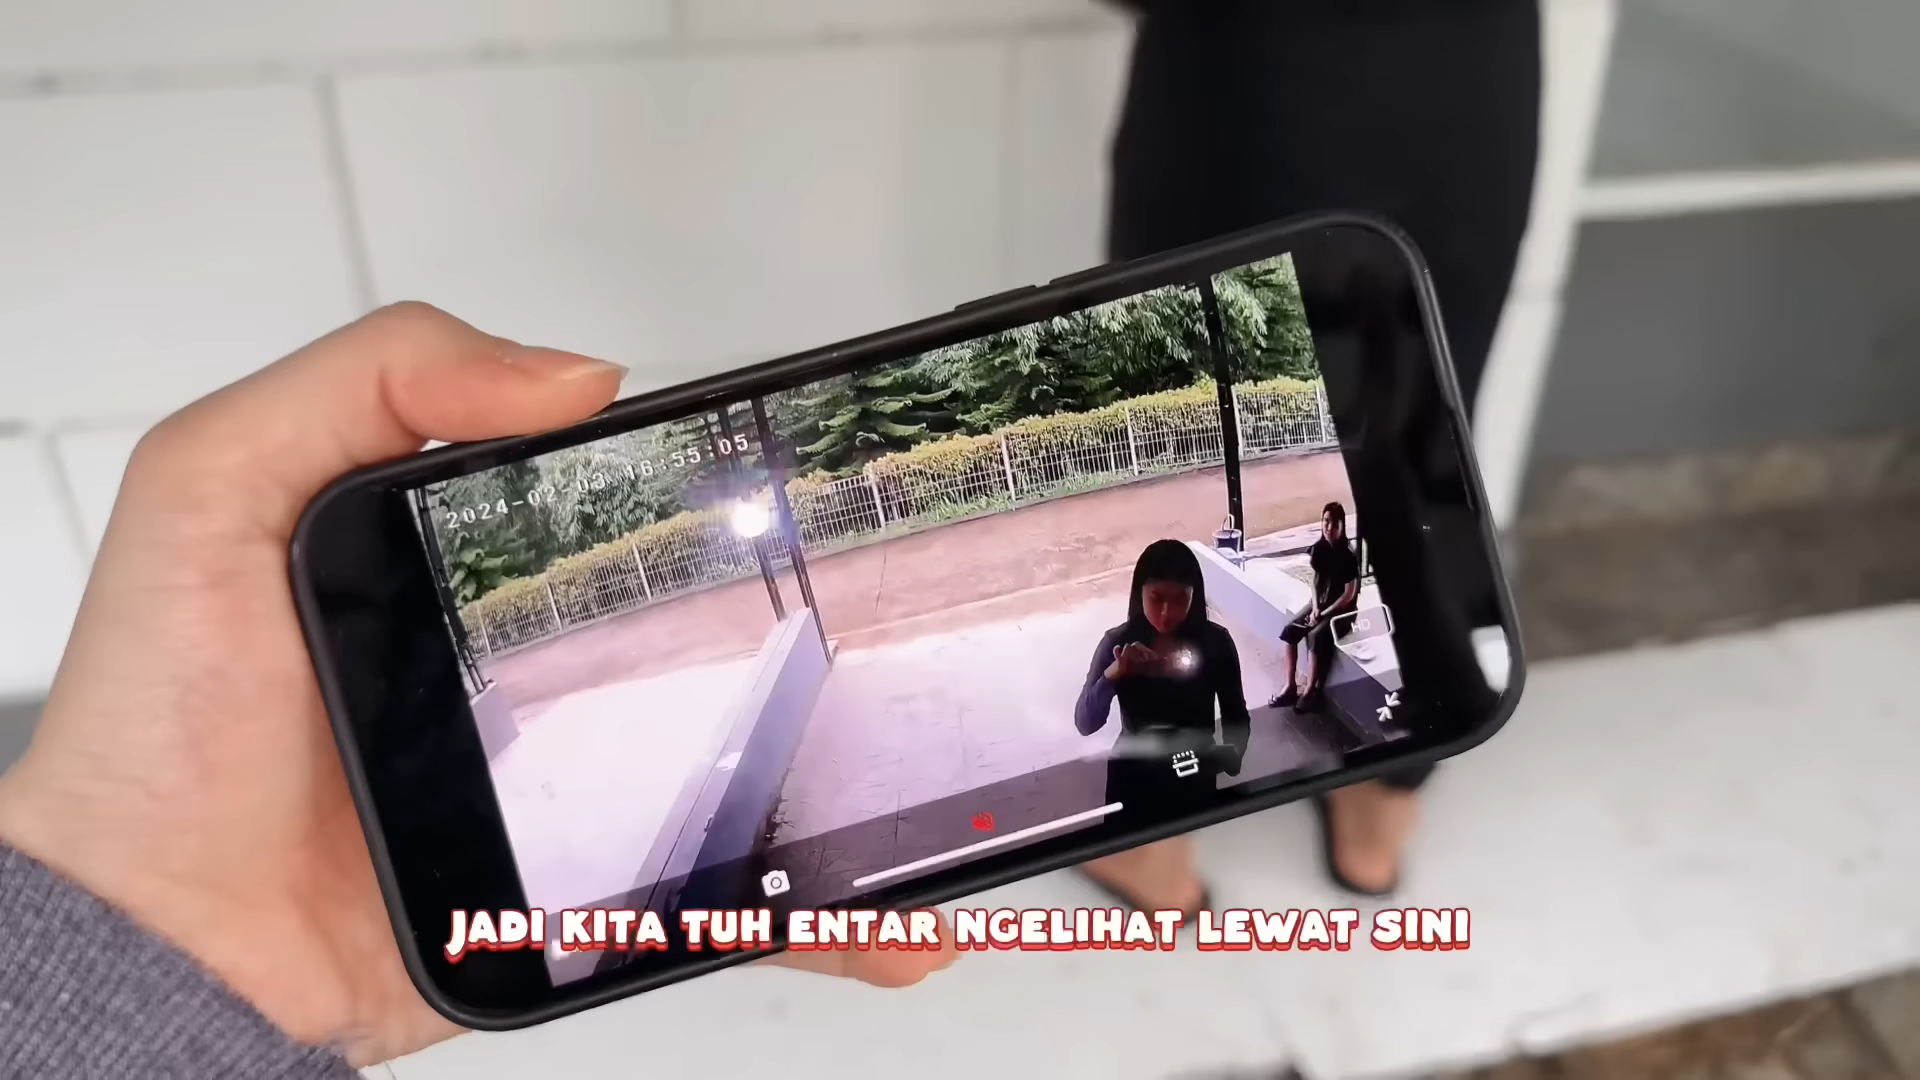 2024-02-03 16:55:05
HD
JADI KITA TUH ENTAR NGELIHAT LEWAT SINI